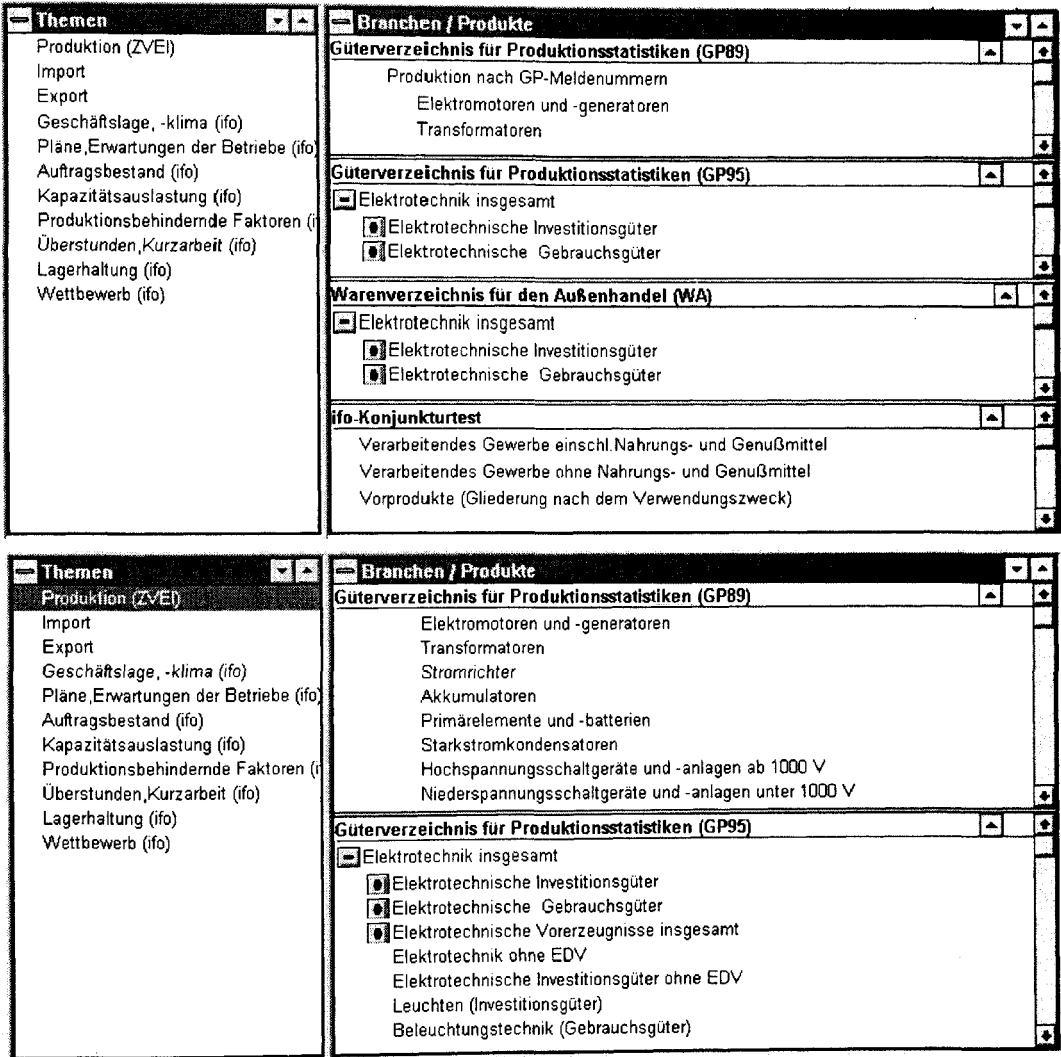 Themen
Produktion (ZVEI)
Import
Export
Geschäftslage, -klima (ifo)
Pläne,Erwartungen der Betriebe (ifo)
Auftragsbestand (ifo)
Kapazitätsauslastung (ifo)
Produktionsbehindernde Faktoren (i
Überstunden,Kurzarbeit (ifo)
Lagerhaltung (ifo)
Wettbewerb (ifo)
Branchen / Produkte
Güterverzeichnis für Produktionsstatistiken (GP89)
Produktion nach GP-Meldenummern
Elektromotoren und -generatoren
Transformatoren
Güterverzeichnis für Produktionsstatistiken (GP95)
Elektrotechnik insgesamt
Elektrotechnische Investitionsgüter
Elektrotechnische Gebrauchsgüter
Warenverzeichnis für den Außenhandel (WA)
Elektrotechnik insgesamt
Elektrotechnische Investitionsgüter
Elektrotechnische Gebrauchsgüter
ifo-Konjunkturtest
Verarbeitendes Gewerbe einschl.Nahrungs- und Genußmittel
Verarbeitendes Gewerbe ohne Nahrungs- und Genußmittel
Vorprodukte (Gliederung nach dem Verwendungszweck)
Themen
Produktion (ZVEI)
Import
Export
Geschäftslage, -klima (ifo)
Pläne,Erwartungen der Betriebe (ifo)
Auftragsbestand (ifo)
Kapazitätsauslastung (ifo)
Produktionsbehindernde Faktoren (i
Überstunden,Kurzarbeit (ifo)
Lagerhaltung (ifo)
Wettbewerb (ifo)
Branchen / Produkte
Güterverzeichnis für Produktionsstatistiken (GP89)
Elektromotoren und -generatoren
Transformatoren
Stromrichter
Akkumulatoren
Primärelemente und -batterien
Starkstromkondensatoren
Hochspannungsschaltgeräte und -anlagen ab 1000 V
Niederspannungsschaltgeräte und -anlagen unter 1000 V
Güterverzeichnis für Produktionsstatistiken (GP95)
Elektrotechnik insgesamt
Elektrotechnische Investitionsgüter
Elektrotechnische Gebrauchsgüter
Elektrotechnische Vorerzeugnisse insgesamt
Elektrotechnik ohne EDV
Elektrotechnische Investitionsgüter ohne EDV
Leuchten (Investitionsgüter)
Beleuchtungstechnik (Gebrauchsgüter)